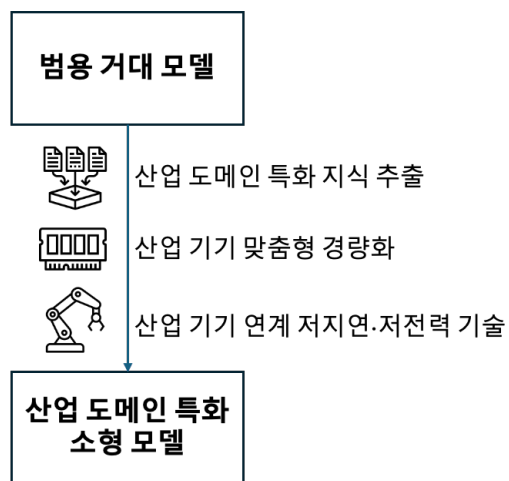 범용 거대 모델
산업 도메인 특화 지식 추출
산업 기기 맞춤형 경량화
산업 기기 연계 저지연·저전력 기술
산업 도메인 특화
소형 모델